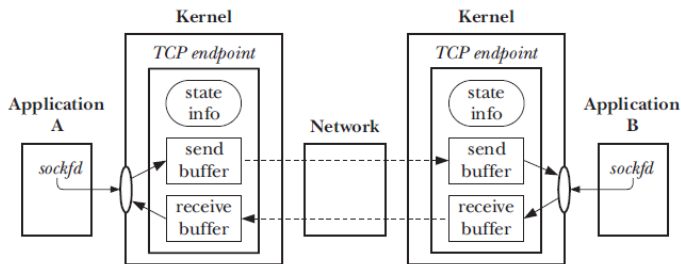 Kernel
Kernel
TCP endpoint
TCP endpoint
Application
A
state
info
Network
state
info
Application
B
sockfd
send
buffer
send
buffer
sockfd
receive
buffer
receive
buffer